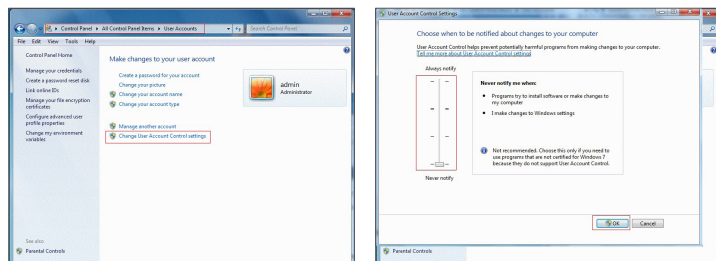 Control Panel ▸ All Control Panel Items ▸ User Accounts
Search Control Panel
File Edit View Tools Help
Control Panel Home
Manage your credentials
Create a password reset disk
Link online IDs
Manage your file encryption
certificates
Configure advanced user
profile properties
Change my environment
variables
See also
Parental Controls
Make changes to your user account
Create a password for your account
Change your picture
Change your account name
Change your account type
Manage another account
Change User Account Control settings
admin
Administrator
User Account Control Settings
Choose when to be notified about changes to your computer
User Account Control helps prevent potentially harmful programs from making changes to your computer.
Tell me more about User Account Control settings
Always notify
Never notify
Never notify me when:
• Programs try to install software or make changes to
my computer
• I make changes to Windows settings
Not recommended. Choose this only if you need to
use programs that are not certified for Windows 7
because they do not support User Account Control.
OK
Cancel
Parental Controls